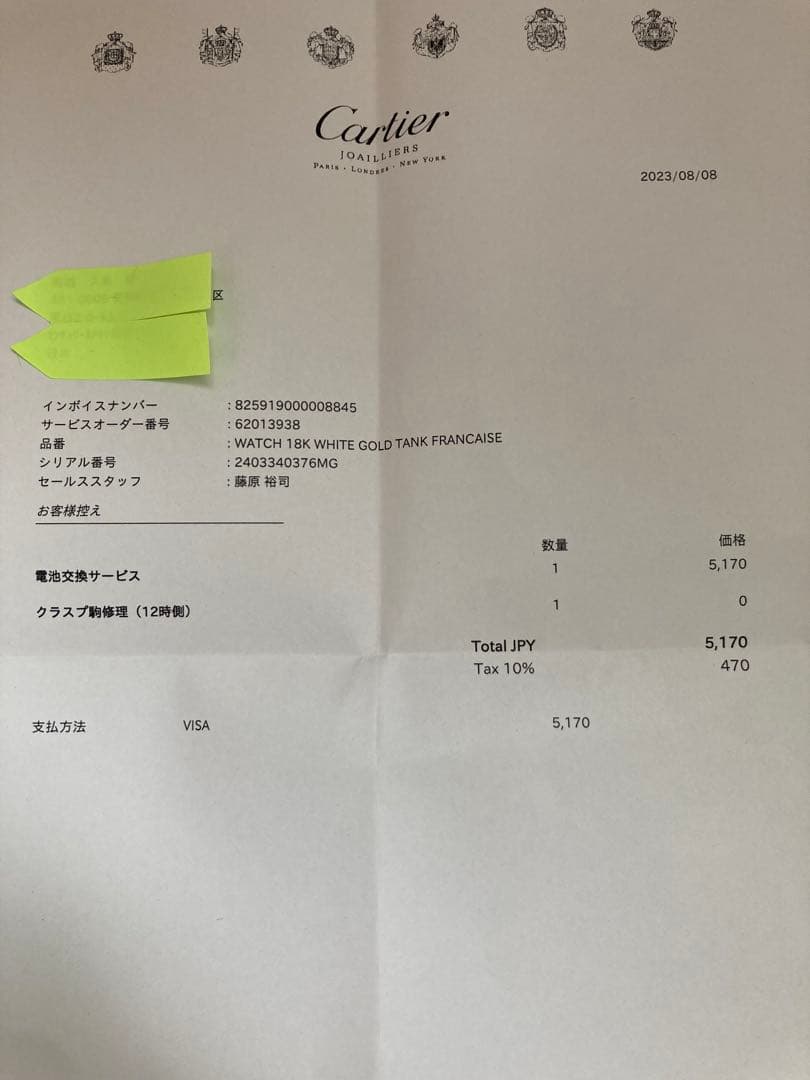 Cartier
JOAILLIERS
PARIS · LONDRES · NEW YORK
2023/08/08
区
インボイスナンバー : 825919000008845
サービスオーダー番号 : 62013938
品番 : WATCH 18K WHITE GOLD TANK FRANCAISE
シリアル番号 : 2403340376MG
セールススタッフ : 藤原 裕司
お客様控え
数量 価格
電池交換サービス 1 5,170
クラスプ駒修理（12時側） 1 0
Total JPY 5,170
Tax 10% 470
支払方法 VISA 5,170